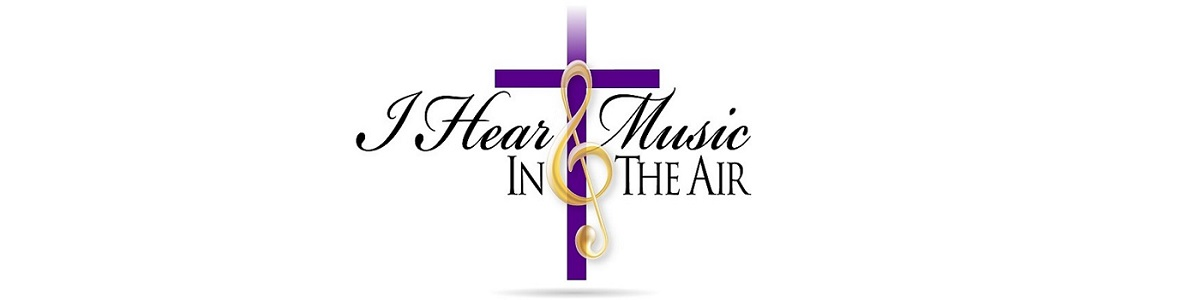 I Hear Music
In The Air